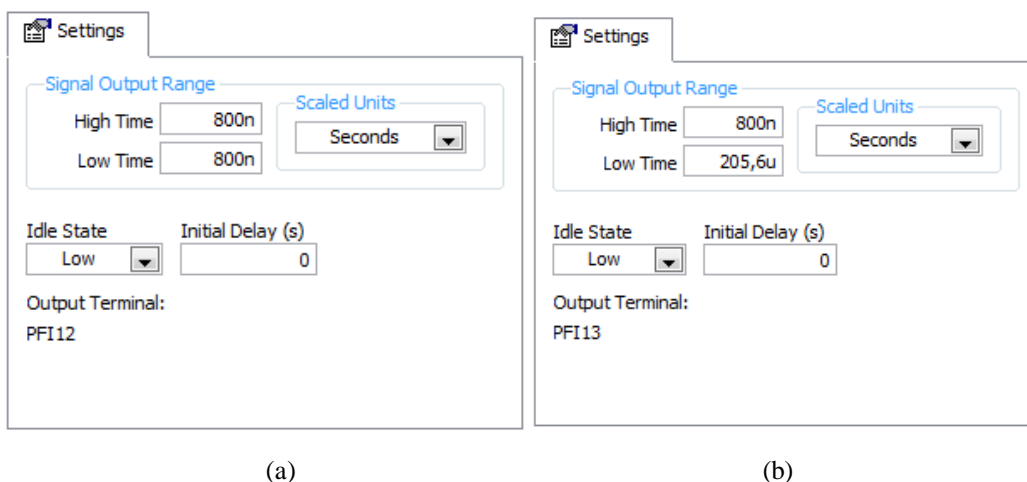 Settings
Signal Output Range
High Time 800n
Low Time 800n
Scaled Units
Seconds
Idle State
Low
Initial Delay (s)
0
Output Terminal:
PFI12
(a)
Settings
Signal Output Range
High Time 800n
Low Time 205,6u
Scaled Units
Seconds
Idle State
Low
Initial Delay (s)
0
Output Terminal:
PFI13
(b)